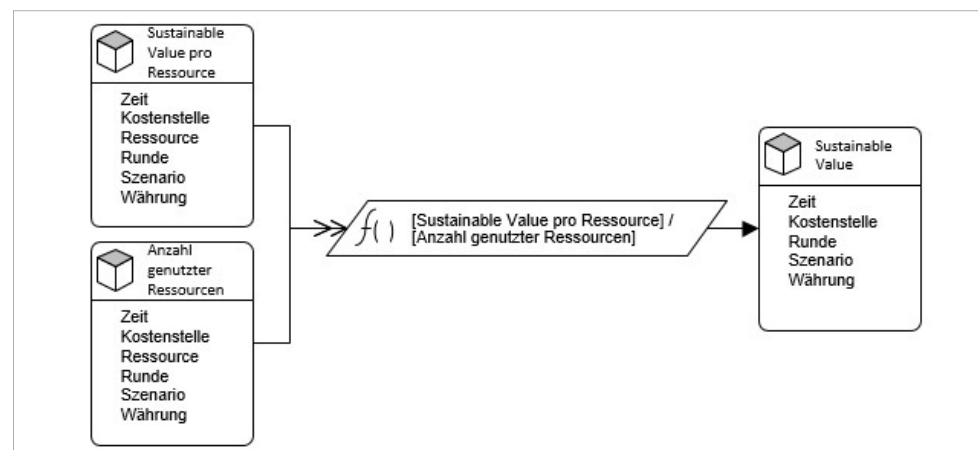 Sustainable
Value pro
Ressource
Zeit
Kostenstelle
Ressource
Runde
Szenario
Währung
Anzahl
genutzter
Ressourcen
Zeit
Kostenstelle
Ressource
Runde
Szenario
Währung
f( ) [Sustainable Value pro Ressource] /
[Anzahl genutzter Ressourcen]
Sustainable
Value
Zeit
Kostenstelle
Runde
Szenario
Währung